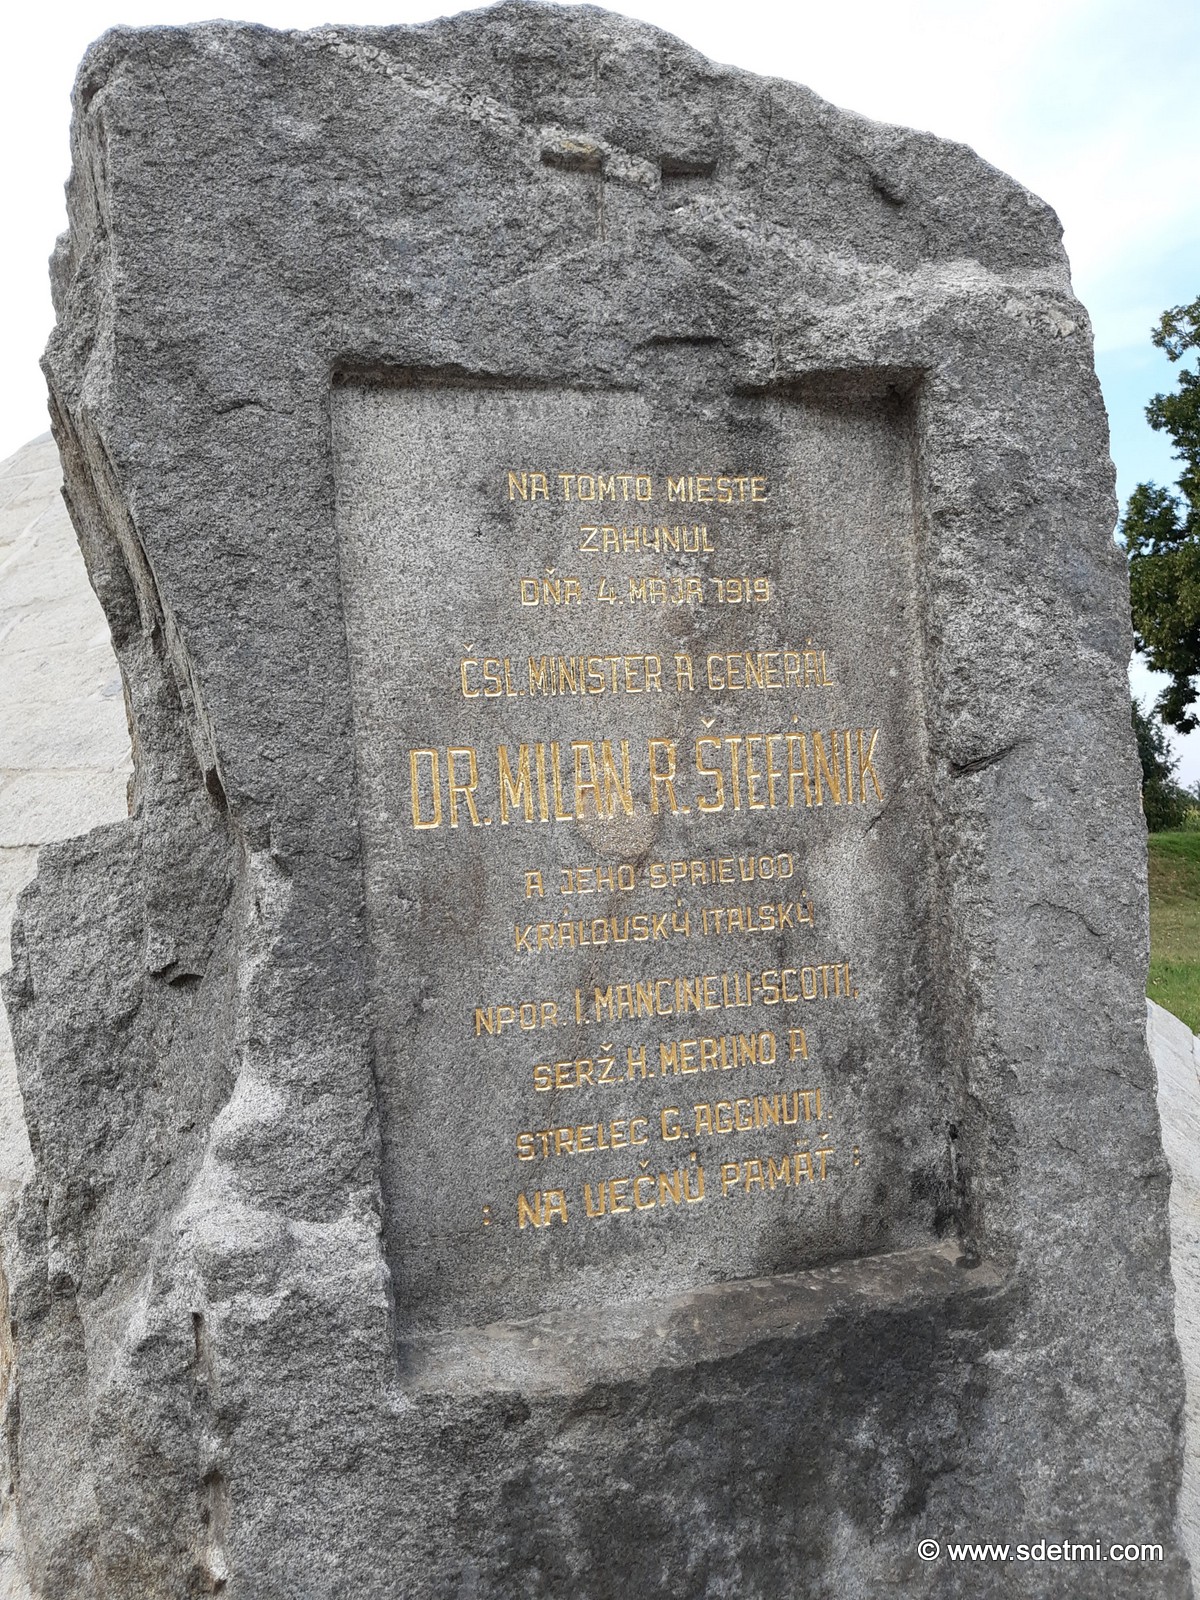 NA TOMTO MIESTE
ZAHYNUL
DŇA 4. MÁJA 1919
ČSL. MINISTER A GENERÁL
DR. MILAN R. ŠTEFÁNIK
A JEHO SPRIEVOD
KRÁLOVSKÝ ITALSKÝ
NPOR. I. MANCINELLI-SCOTTI,
SERŽ. H. MERLINO A
STRELEC G. AGGINUTI.
: NA VEČNÚ PAMÄŤ :
© www.sdetmi.com